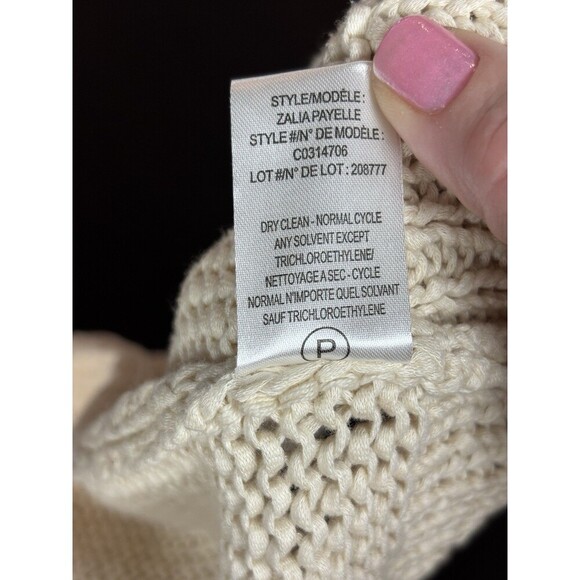 STYLE/MODÈLE:
ZALIA PAYELLE
STYLE #/N° DE MODÈLE:
C0314706
LOT #/N° DE LOT: 208777
DRY CLEAN - NORMAL CYCLE
ANY SOLVENT EXCEPT
TRICHLOROETHYLENE/
NETTOYAGE A SEC - CYCLE
NORMAL N'IMPORTE QUEL SOLVANT
SAUF TRICHLOROETHYLENE
P